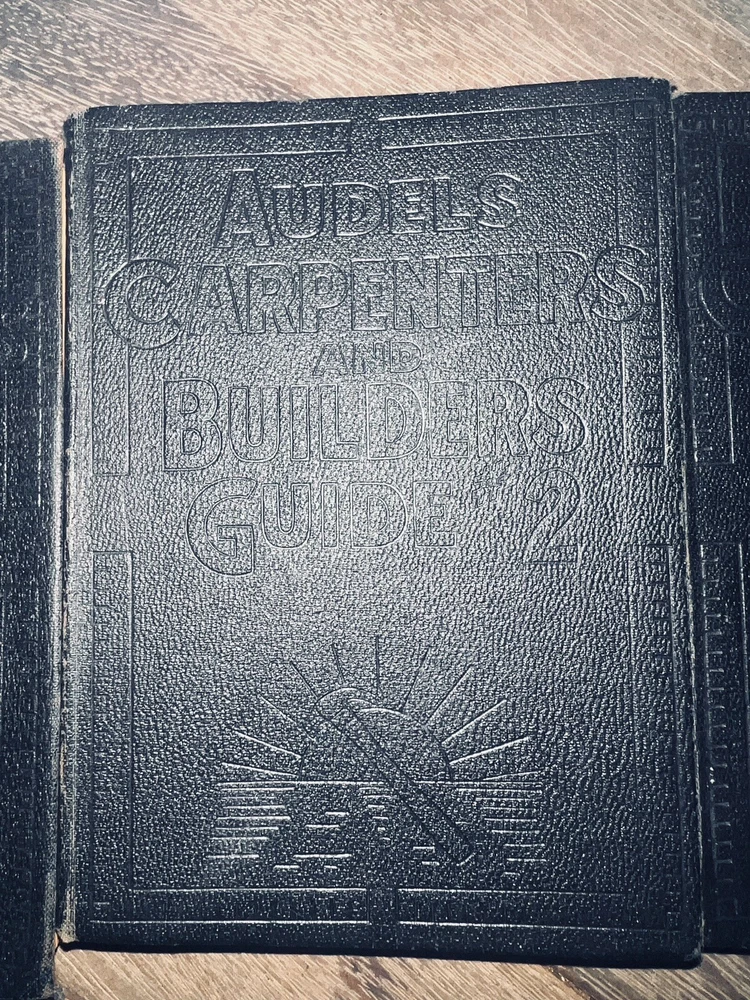 AUDELS
CARPENTERS
AND
BUILDERS
GUIDE 2